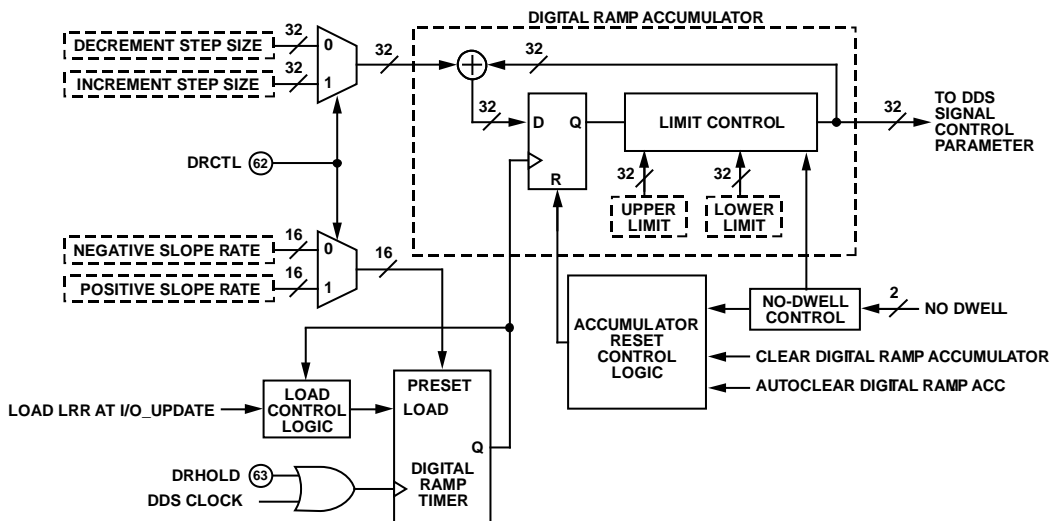 DIGITAL RAMP ACCUMULATOR
DECREMENT STEP SIZE
32
0
32
32
32
INCREMENT STEP SIZE
32
1
32
D
Q
LIMIT CONTROL
32
TO DDS
SIGNAL
CONTROL
PARAMETER
DRCTL
62
R
32
32
UPPER
LIMIT
LOWER
LIMIT
NEGATIVE SLOPE RATE
16
0
16
POSITIVE SLOPE RATE
16
1
ACCUMULATOR
RESET
CONTROL
LOGIC
NO-DWELL
CONTROL
2
NO DWELL
CLEAR DIGITAL RAMP ACCUMULATOR
AUTOCLEAR DIGITAL RAMP ACC
LOAD LRR AT I/O_UPDATE
LOAD
CONTROL
LOGIC
PRESET
LOAD
Q
DIGITAL
RAMP
TIMER
DRHOLD
63
DDS CLOCK